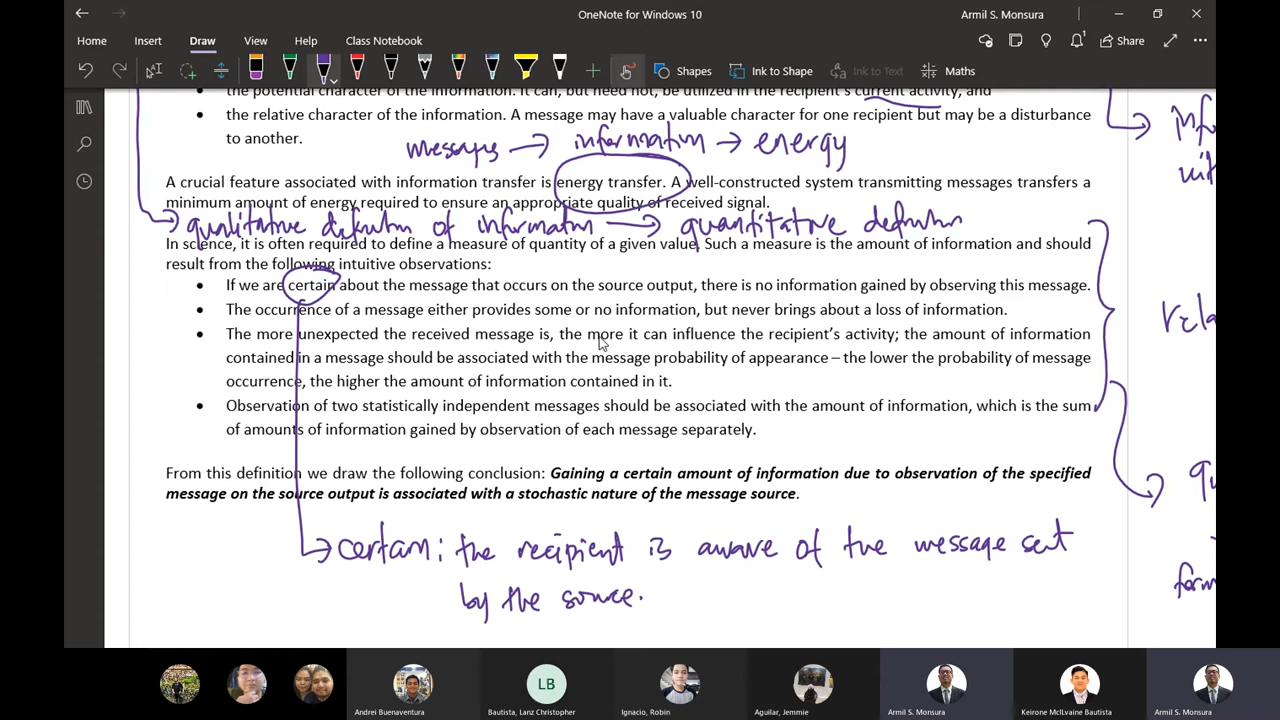 OneNote for Windows 10
Armil S. Monsura
Home Insert Draw View Help Class Notebook
Share
Shapes Ink to Shape Ink to Text Maths
the potential character of the information. It can, but need not, be utilized in the recipient's current activity, and
the relative character of the information. A message may have a valuable character for one recipient but may be a disturbance
to another.
messages → information → energy
A crucial feature associated with information transfer is energy transfer. A well-constructed system transmitting messages transfers a
minimum amount of energy required to ensure an appropriate quality of received signal.
qualitative definition of information → quantitative definition
In science, it is often required to define a measure of quantity of a given value. Such a measure is the amount of information and should
result from the following intuitive observations:
If we are certain about the message that occurs on the source output, there is no information gained by observing this message.
The occurrence of a message either provides some or no information, but never brings about a loss of information.
The more unexpected the received message is, the more it can influence the recipient's activity; the amount of information
contained in a message should be associated with the message probability of appearance – the lower the probability of message
occurrence, the higher the amount of information contained in it.
Observation of two statistically independent messages should be associated with the amount of information, which is the sum
of amounts of information gained by observation of each message separately.
From this definition we draw the following conclusion: Gaining a certain amount of information due to observation of the specified
message on the source output is associated with a stochastic nature of the message source.
certain: the recipient is aware of the message sent
by the source.
LB
Andrei Buenaventura
Bautista, Lanz Christopher
Ignacio, Robin
Aguilar, Jemmie
Armil S. Monsura
Keirone McIlvaine Bautista
Armil S. Monsura